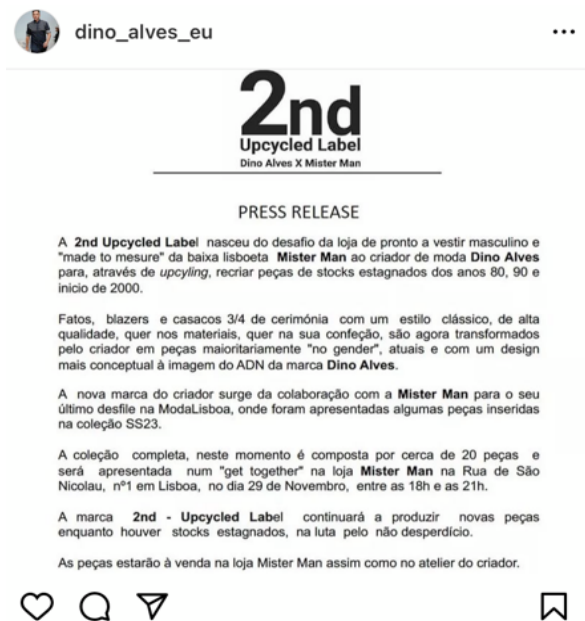 dino_alves_eu
2nd
Upcycled Label
Dino Alves X Mister Man
PRESS RELEASE
A 2nd Upcycled Label nasceu do desafio da loja de pronto a vestir masculino e
"made to mesure" da baixa lisboeta Mister Man ao criador de moda Dino Alves
para, através de upcyling, recriar peças de stocks estagnados dos anos 80, 90 e
inicio de 2000.
Fatos, blazers e casacos 3/4 de cerimónia com um estilo clássico, de alta
qualidade, quer nos materiais, quer na sua confeção, são agora transformados
pelo criador em peças maioritariamente "no gender", atuais e com um design
mais conceptual à imagem do ADN da marca Dino Alves.
A nova marca do criador surge da colaboração com a Mister Man para o seu
último desfile na ModaLisboa, onde foram apresentadas algumas peças inseridas
na coleção SS23.
A coleção completa, neste momento é composta por cerca de 20 peças e
será apresentada num "get together" na loja Mister Man na Rua de São
Nicolau, nº1 em Lisboa, no dia 29 de Novembro, entre as 18h e as 21h.
A marca 2nd - Upcycled Label continuará a produzir novas peças
enquanto houver stocks estagnados, na luta pelo não desperdício.
As peças estarão à venda na loja Mister Man assim como no atelier do criador.